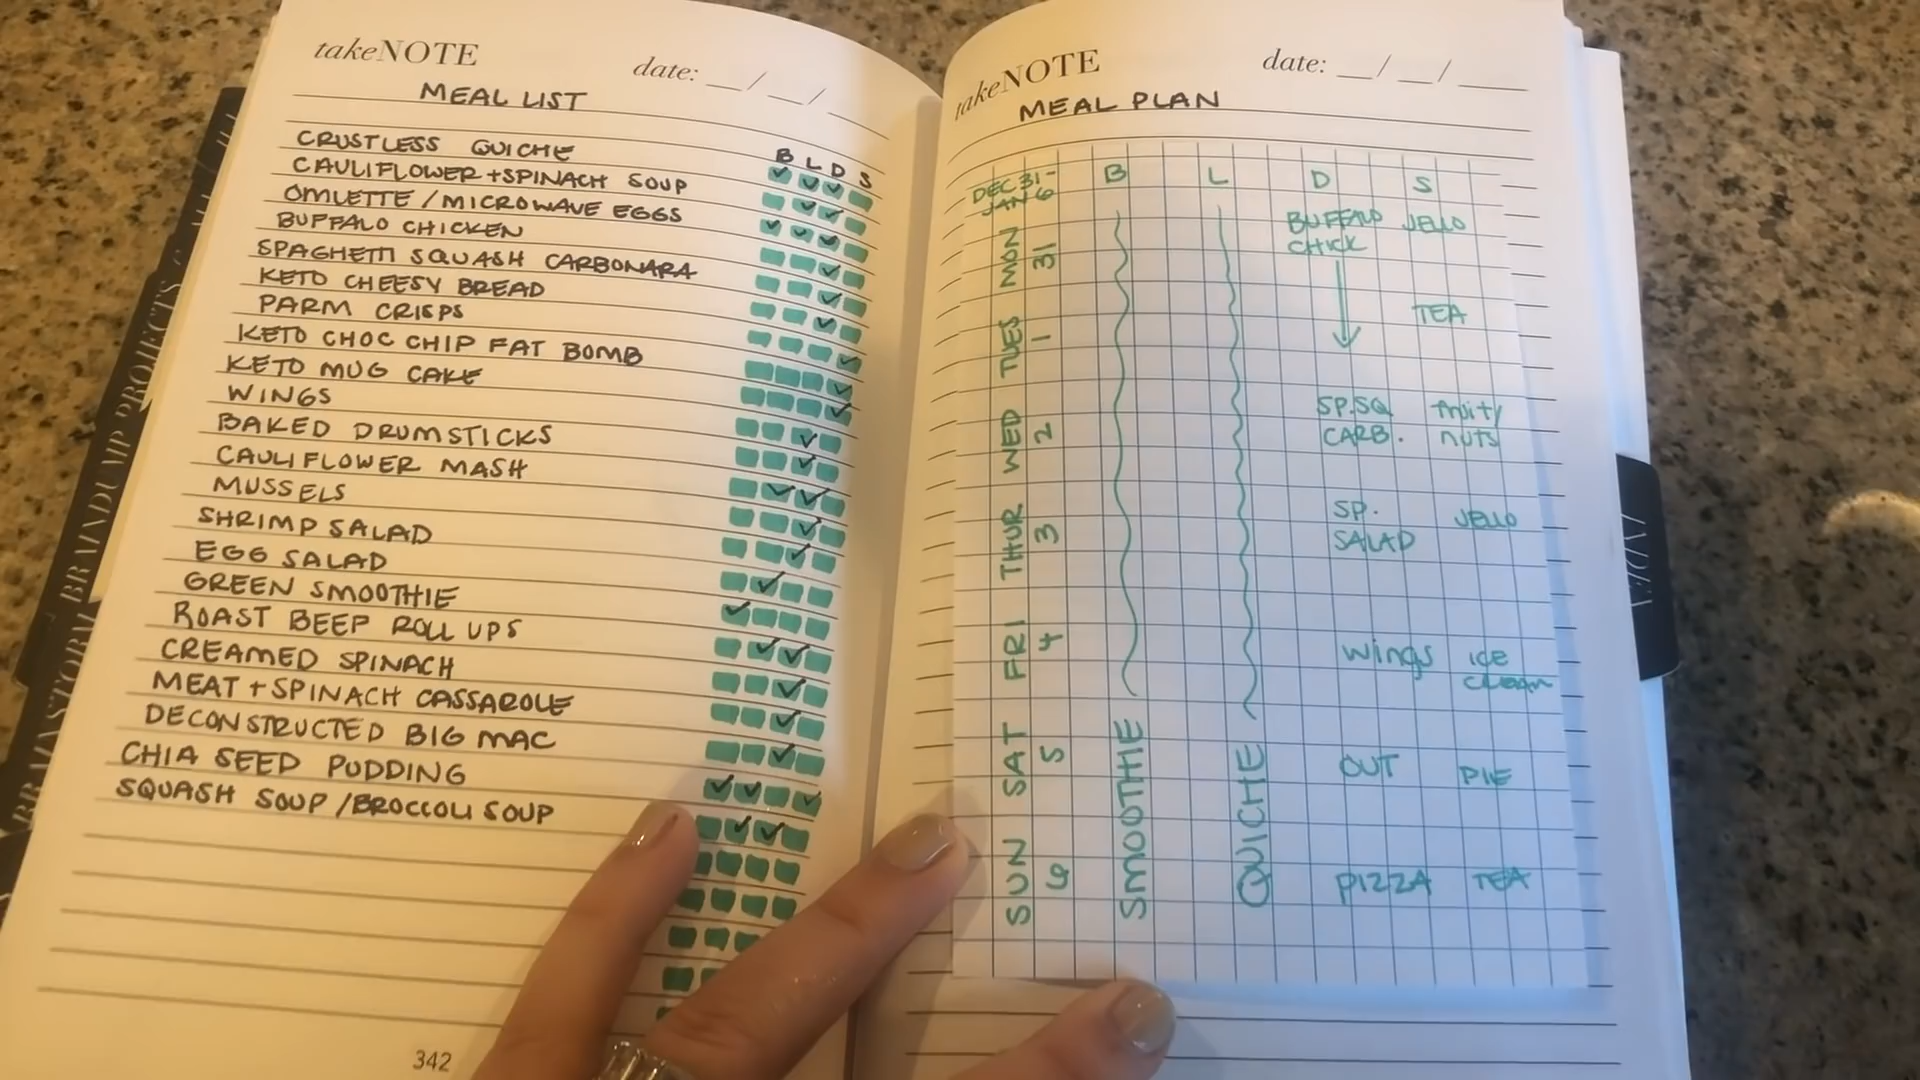 takeNOTE
date: __/__/__
MEAL LIST
B L D S
CRUSTLESS QUICHE
CAULIFLOWER + SPINACH SOUP
OMLETTE / MICROWAVE EGGS
BUFFALO CHICKEN
SPAGHETTI SQUASH CARBONARA
KETO CHEESY BREAD
PARM CRISPS
KETO CHOC CHIP FAT BOMB
KETO MUG CAKE
WINGS
BAKED DRUMSTICKS
CAULIFLOWER MASH
MUSSELS
SHRIMP SALAD
EGG SALAD
GREEN SMOOTHIE
ROAST BEEP ROLL UPS
CREAMED SPINACH
MEAT + SPINACH CASSAROLE
DECONSTRUCTED BIG MAC
CHIA SEED PUDDING
SQUASH SOUP / BROCCOLI SOUP
342
takeNOTE
date: __/__/____
MEAL PLAN
DEC 31-
JAN 6
B L D S
MON 31
BUFFALO
CHICK
JELLO
TUES 1
TEA
WED 2
SP.SQ
CARB.
fruit/
nuts
THUR 3
SP.
SALAD
JELLO
FRI 4
wings
ice
cream
SAT 5
OUT
PIE
SUN 6
SMOOTHIE
QUICHE
PIZZA
TEA
INDEX